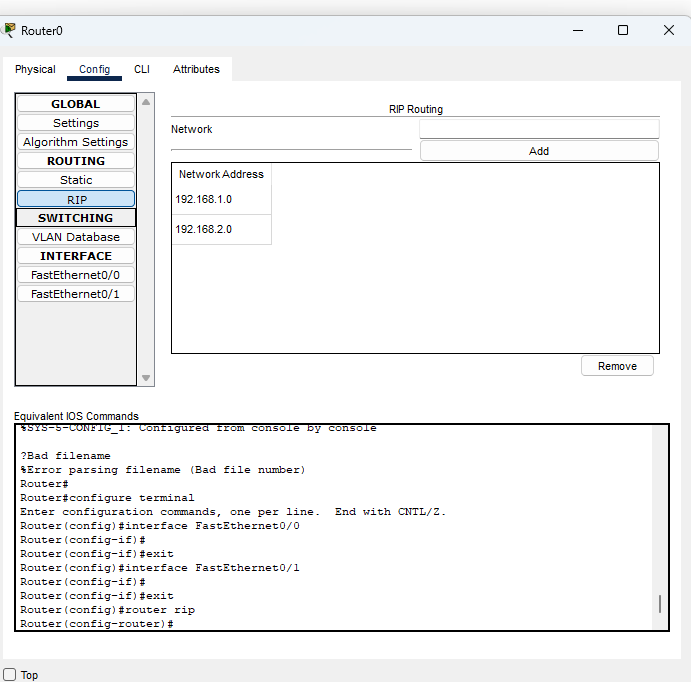 Router0
Physical Config CLI Attributes
GLOBAL
Settings
Algorithm Settings
ROUTING
Static
RIP
SWITCHING
VLAN Database
INTERFACE
FastEthernet0/0
FastEthernet0/1
RIP Routing
Network
Add
Network Address
192.168.1.0
192.168.2.0
Remove
Equivalent IOS Commands
%SYS-5-CONFIG_I: Configured from console by console
?Bad filename
%Error parsing filename (Bad file number)
Router#
Router#configure terminal
Enter configuration commands, one per line.  End with CNTL/Z.
Router(config)#interface FastEthernet0/0
Router(config-if)#
Router(config-if)#exit
Router(config)#interface FastEthernet0/1
Router(config-if)#
Router(config-if)#exit
Router(config)#router rip
Router(config-router)#
Top